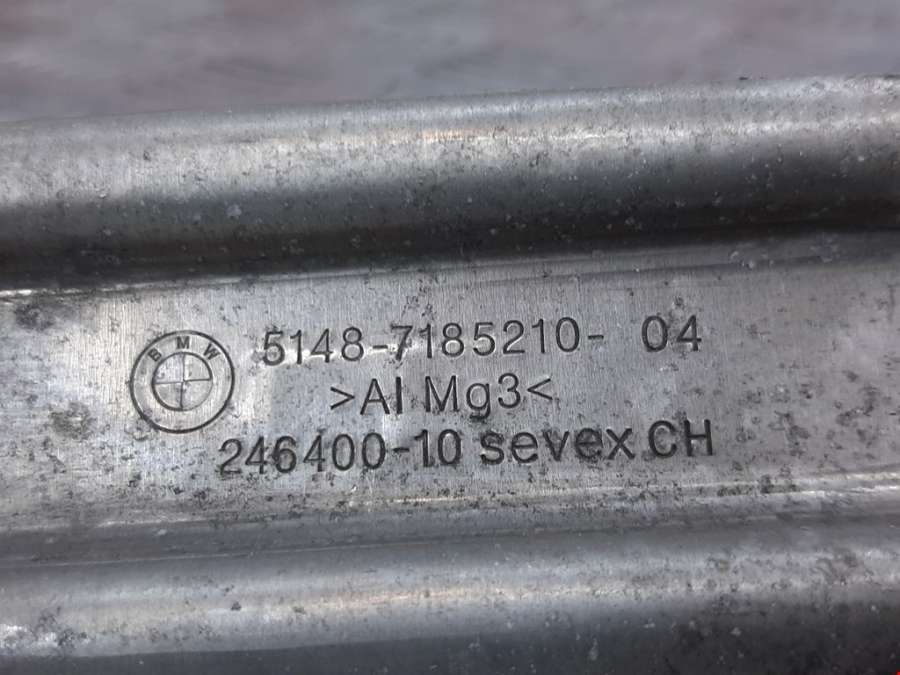 BMW
5148-7185210- 04
>Al Mg3<
246400-10 sevex CH